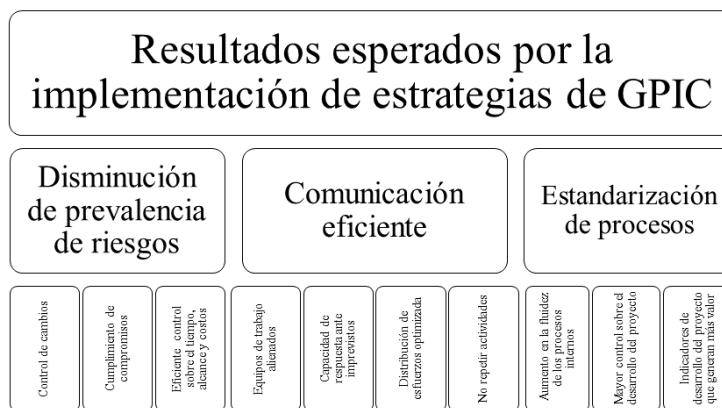 Resultados esperados por la
implementación de estrategias de GPIC
Disminución
de prevalencia
de riesgos
Comunicación
eficiente
Estandarización
de procesos
Control de cambios
Cumplimiento de
compromisos
Eficiente control
sobre el tiempo,
alcance y costos
Equipos de trabajo
alienados
Capacidad de
respuesta ante
imprevistos
Distribución de
esfuerzos optimizada
No repetir actividades
Aumento en la fluidez
de los procesos
internos
Mayor control sobre el
desarrollo del proyecto
Indicadores de
desarrollo del proyecto
que generan más valor